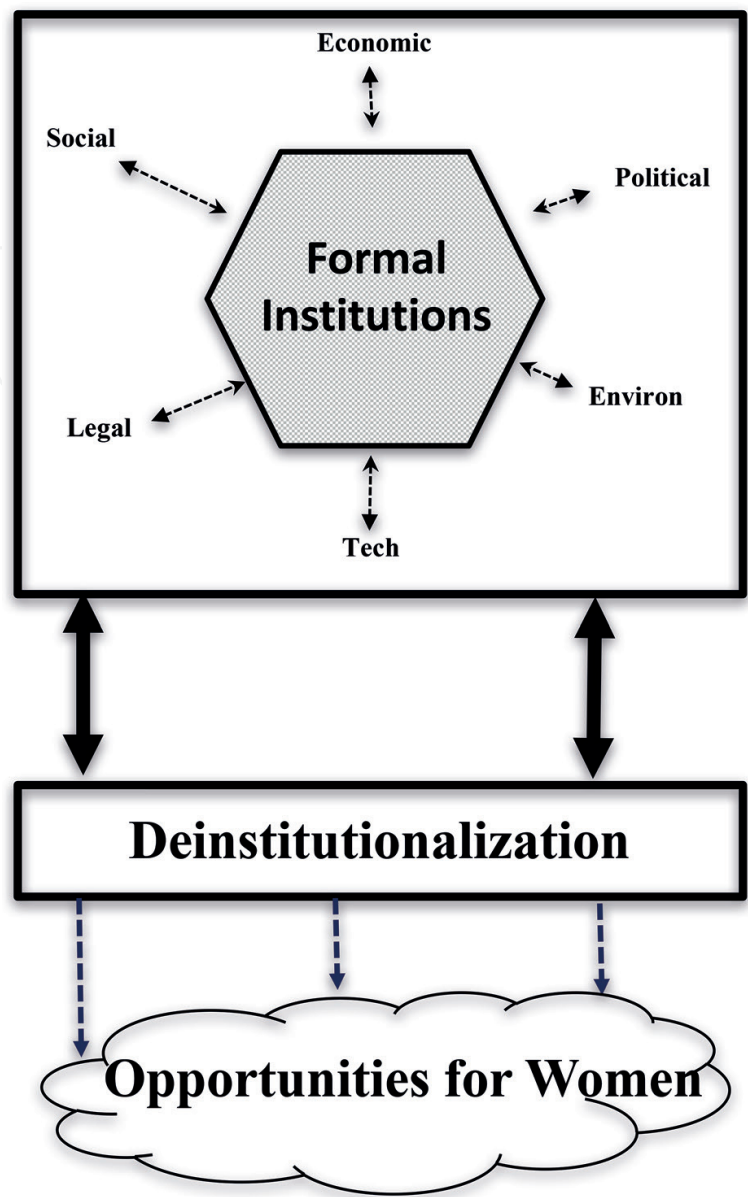 Economic
Social
Political
Formal
Institutions
Environ
Legal
Tech
Deinstitutionalization
Opportunities for Women